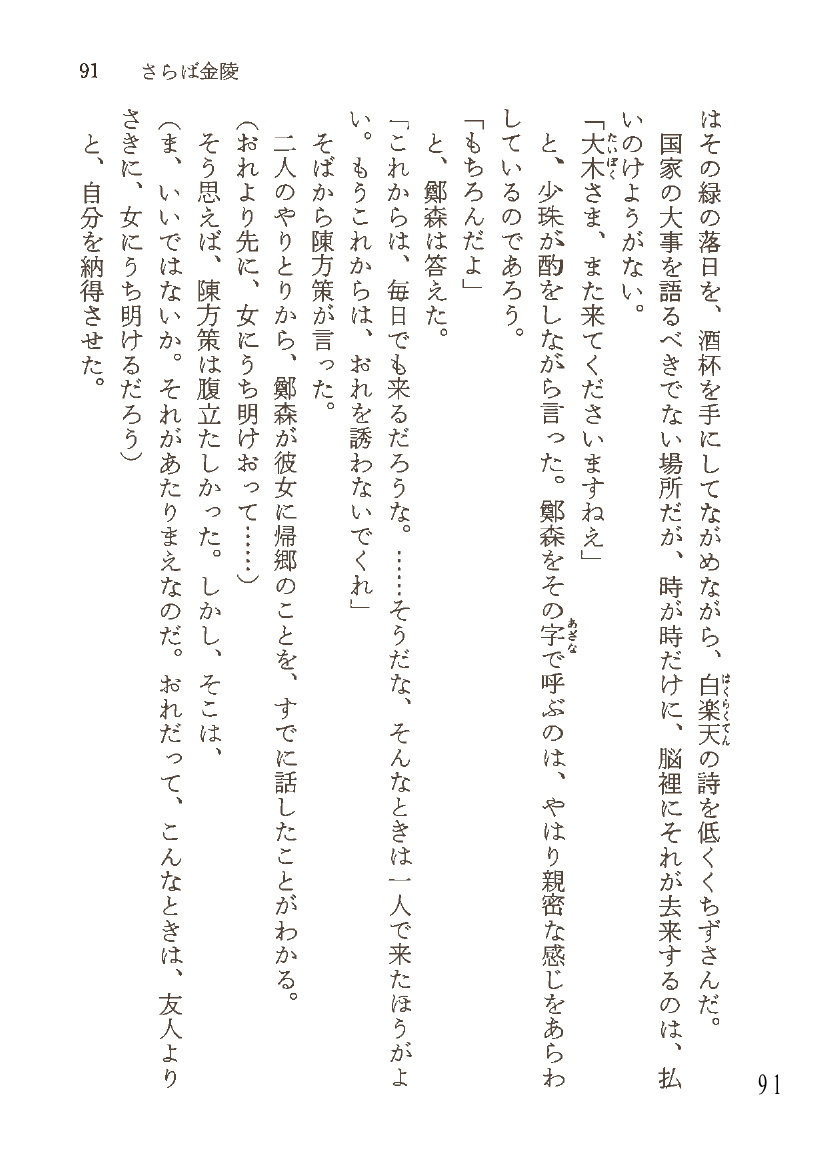 91 さらば金陵
はその緑の落日を、酒杯を手にしてながめながら、白楽天の詩を低くくちずさんだ。
国家の大事を語るべきでない場所だが、時が時だけに、脳裡にそれが去来するのは、払
いのけようがない。
「大木さま、また来てくださいますねえ」
と、少珠が酌をしながら言った。鄭森をその字で呼ぶのは、やはり親密な感じをあらわ
しているのであろう。
「もちろんだよ」
と、鄭森は答えた。
「これからは、毎日でも来るだろうな。……そうだな、そんなときは一人で来たほうがよ
い。もうこれからは、おれを誘わないでくれ」
そばから陳方策が言った。
二人のやりとりから、鄭森が彼女に帰郷のことを、すでに話したことがわかる。
(おれより先に、女にうち明けおって……)
そう思えば、陳方策は腹立たしかった。しかし、そこは、
(ま、いいではないか。それがあたりまえなのだ。おれだって、こんなときは、友人より
さきに、女にうち明けるだろう)
と、自分を納得させた。
はくらくてん
たいぼく
あざな
91